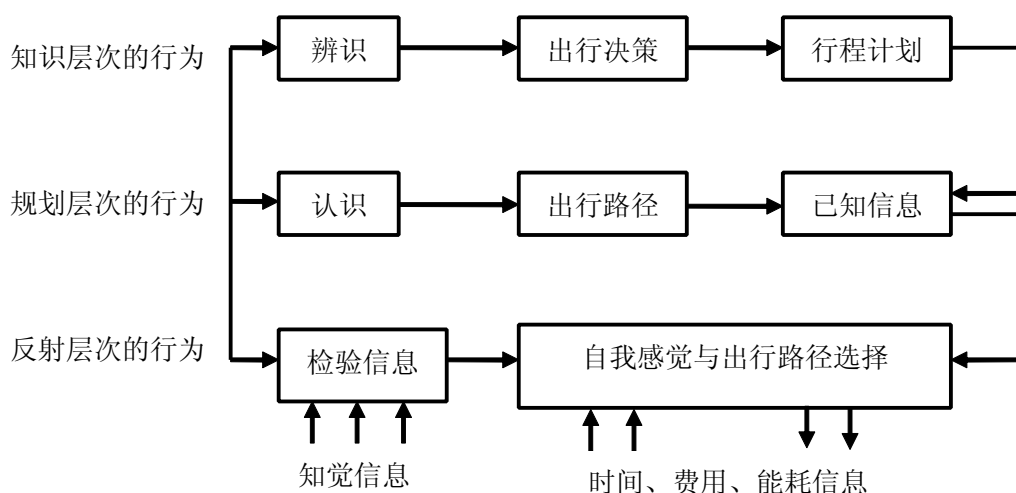 知识层次的行为
辨识
出行决策
行程计划
规划层次的行为
认识
出行路径
已知信息
反射层次的行为
检验信息
自我感觉与出行路径选择
知觉信息
时间、费用、能耗信息